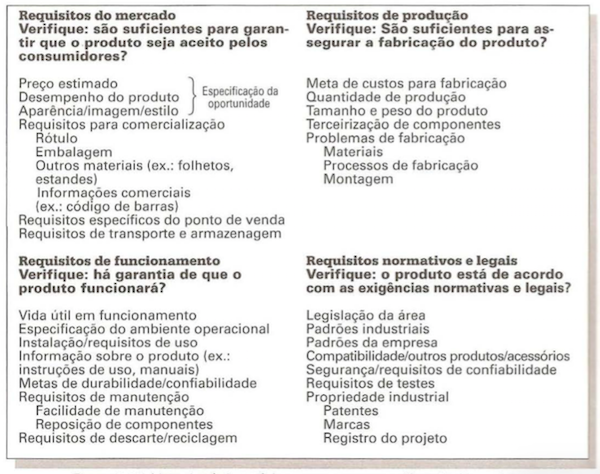 Requisitos do mercado
Verifique: são suficientes para garan-
tir que o produto seja aceito pelos
consumidores?
Preço estimado
Desempenho do produto
Aparência/imagem/estilo
Especificação da
oportunidade
Requisitos para comercialização
Rótulo
Embalagem
Outros materiais (ex.: folhetos,
estandes)
Informações comerciais
(ex.: código de barras)
Requisitos específicos do ponto de venda
Requisitos de transporte e armazenagem
Requisitos de produção
Verifique: São suficientes para as-
segurar a fabricação do produto?
Meta de custos para fabricação
Quantidade de produção
Tamanho e peso do produto
Terceirização de componentes
Problemas de fabricação
Materiais
Processos de fabricação
Montagem
Requisitos de funcionamento
Verifique: há garantia de que o
produto funcionará?
Vida útil em funcionamento
Especificação do ambiente operacional
Instalação/requisitos de uso
Informação sobre o produto (ex.:
instruções de uso, manuais)
Metas de durabilidade/confiabilidade
Requisitos de manutenção
Facilidade de manutenção
Reposição de componentes
Requisitos de descarte/reciclagem
Requisitos normativos e legais
Verifique: o produto está de acordo
com as exigências normativas e legais?
Legislação da área
Padrões industriais
Padrões da empresa
Compatibilidade/outros produtos/acessórios
Segurança/requisitos de confiabilidade
Requisitos de testes
Propriedade industrial
Patentes
Marcas
Registro do projeto